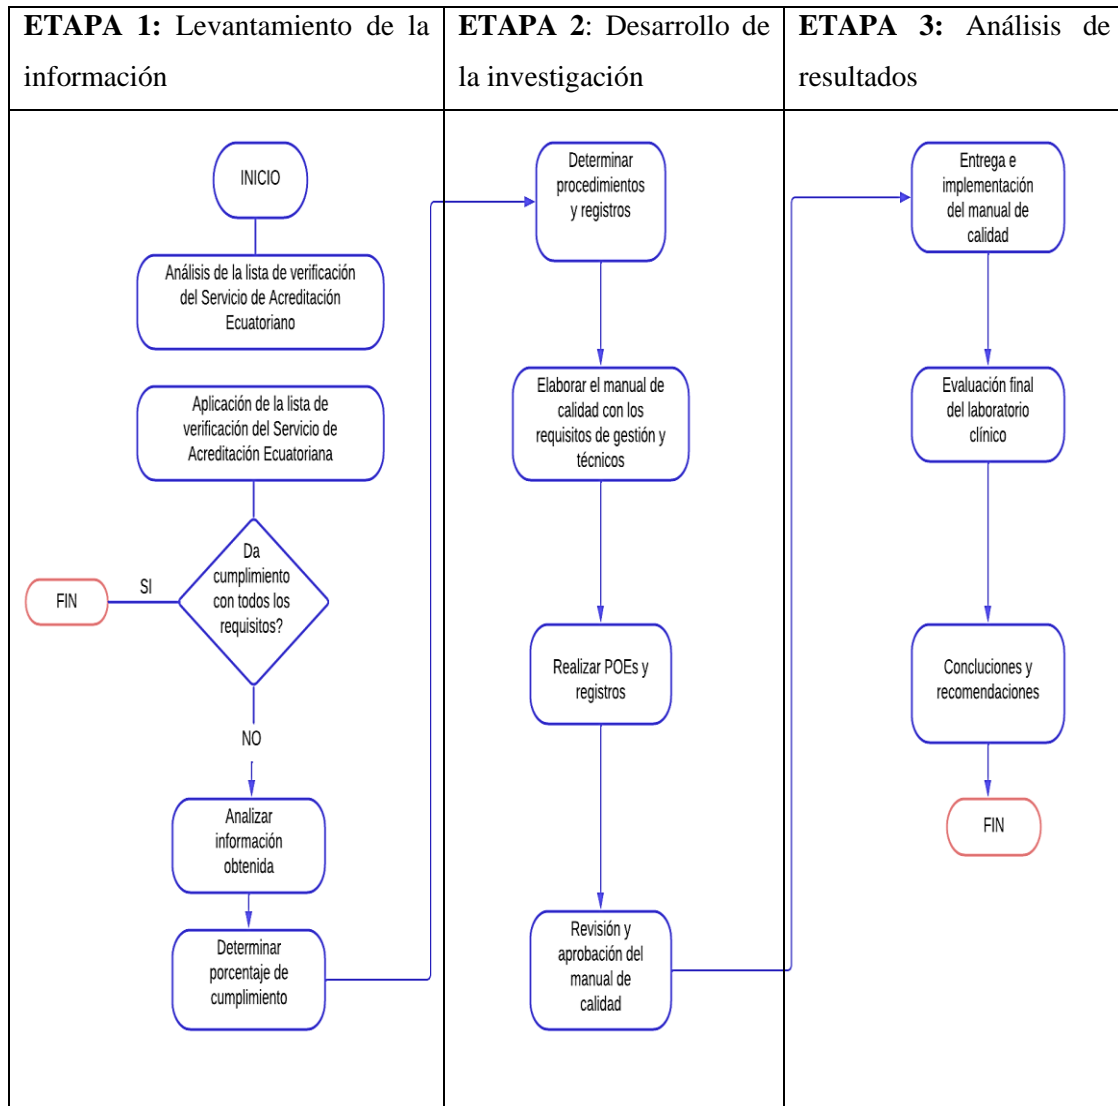 ETAPA 1: Levantamiento de la
información
ETAPA 2: Desarrollo de
la investigación
ETAPA 3: Análisis de
resultados
INICIO
Análisis de la lista de verificación
del Servicio de Acreditación
Ecuatoriano
Aplicación de la lista de
verificación del Servicio de
Acreditación Ecuatoriana
Da
cumplimiento
con todos los
requisitos?
SI
FIN
NO
Analizar
información
obtenida
Determinar
porcentaje de
cumplimiento
Determinar
procedimientos
y registros
Elaborar el manual de
calidad con los
requisitos de gestión y
técnicos
Realizar POEs y
registros
Revisión y
aprobación del
manual de
calidad
Entrega e
implementación
del manual de
calidad
Evaluación final
del laboratorio
clínico
Concluciones y
recomendaciones
FIN